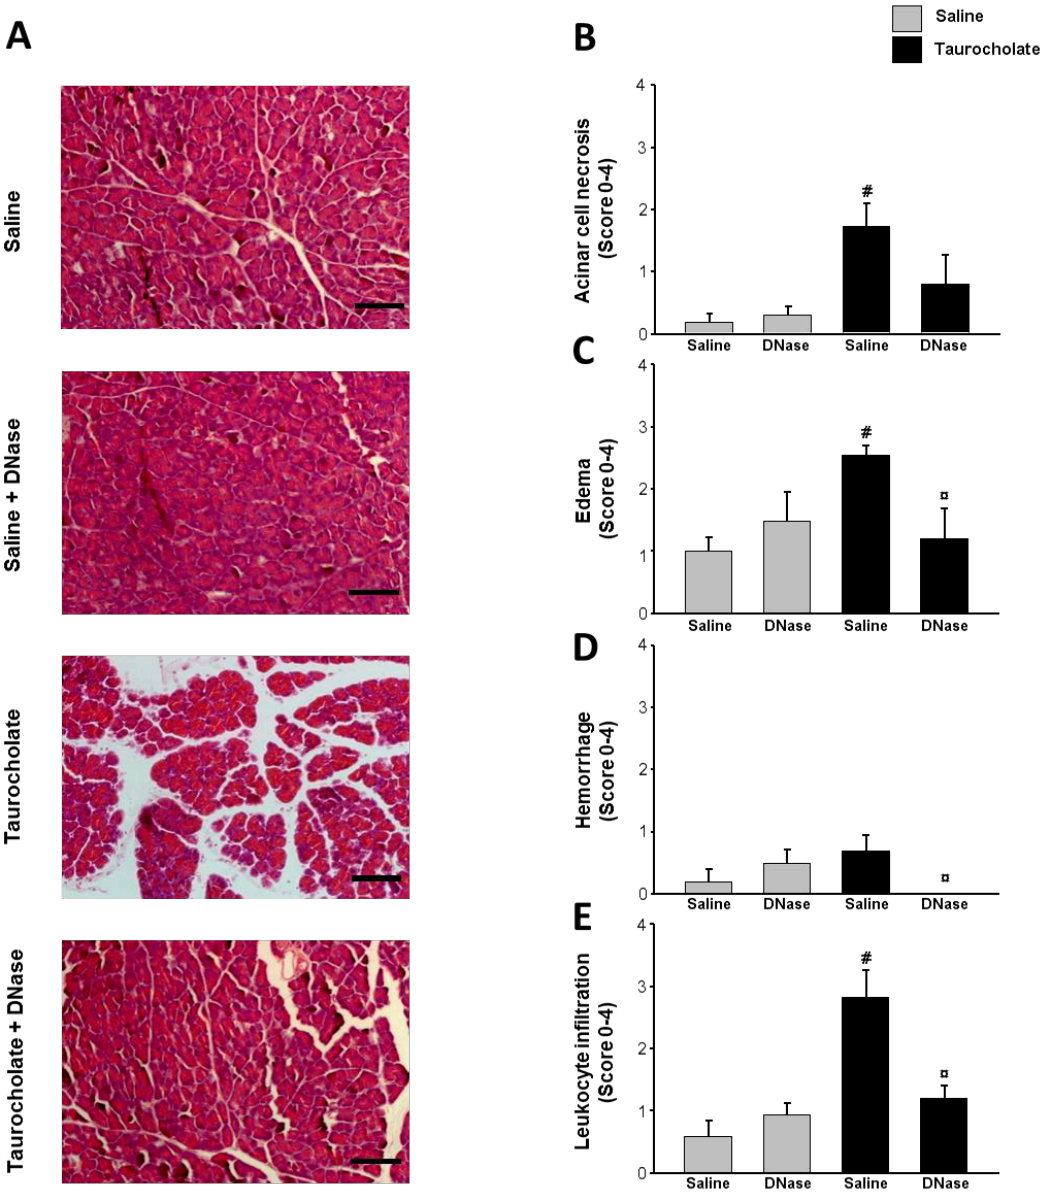 A
Saline
Saline + DNase
Taurocholate
Taurocholate + DNase
Saline
Taurocholate
B
Acinar cell necrosis
(Score 0-4)
4
3
2
1
0
#
Saline DNase Saline DNase
C
Edema
(Score 0-4)
4
3
2
1
0
#
¤
Saline DNase Saline DNase
D
Hemorrhage
(Score 0-4)
4
3
2
1
0
¤
Saline DNase Saline DNase
E
Leukocyte infiltration
(Score 0-4)
4
3
2
1
0
#
¤
Saline DNase Saline DNase